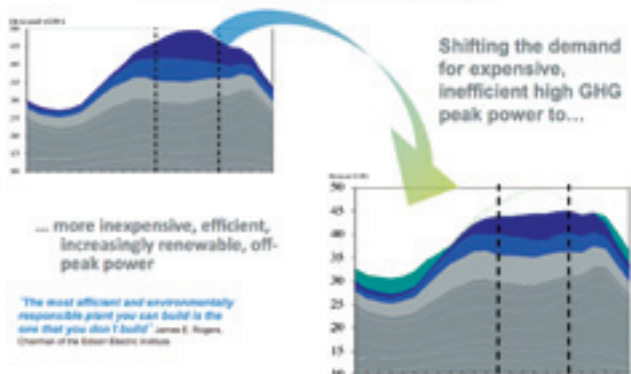 Shifting the demand
for expensive,
inefficient high GHG
peak power to...
50
45
40
35
30
25
20
15
10
... more inexpensive, efficient,
increasingly renewable, off-
peak power
"The most efficient and environmentally
responsible plant you can build is the
one that you don't build" James E. Rogers,
Chairman of the Edison Electric Institute